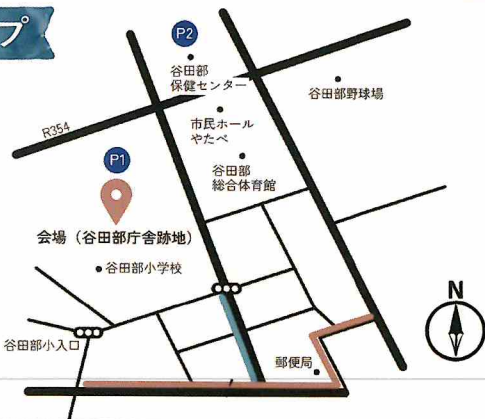 プ
P2
谷田部
保健センター
谷田部野球場
市民ホール
やたべ
R354
谷田部
総合体育館
P1
会場（谷田部庁舎跡地）
谷田部小学校
谷田部小入口
郵便局
N